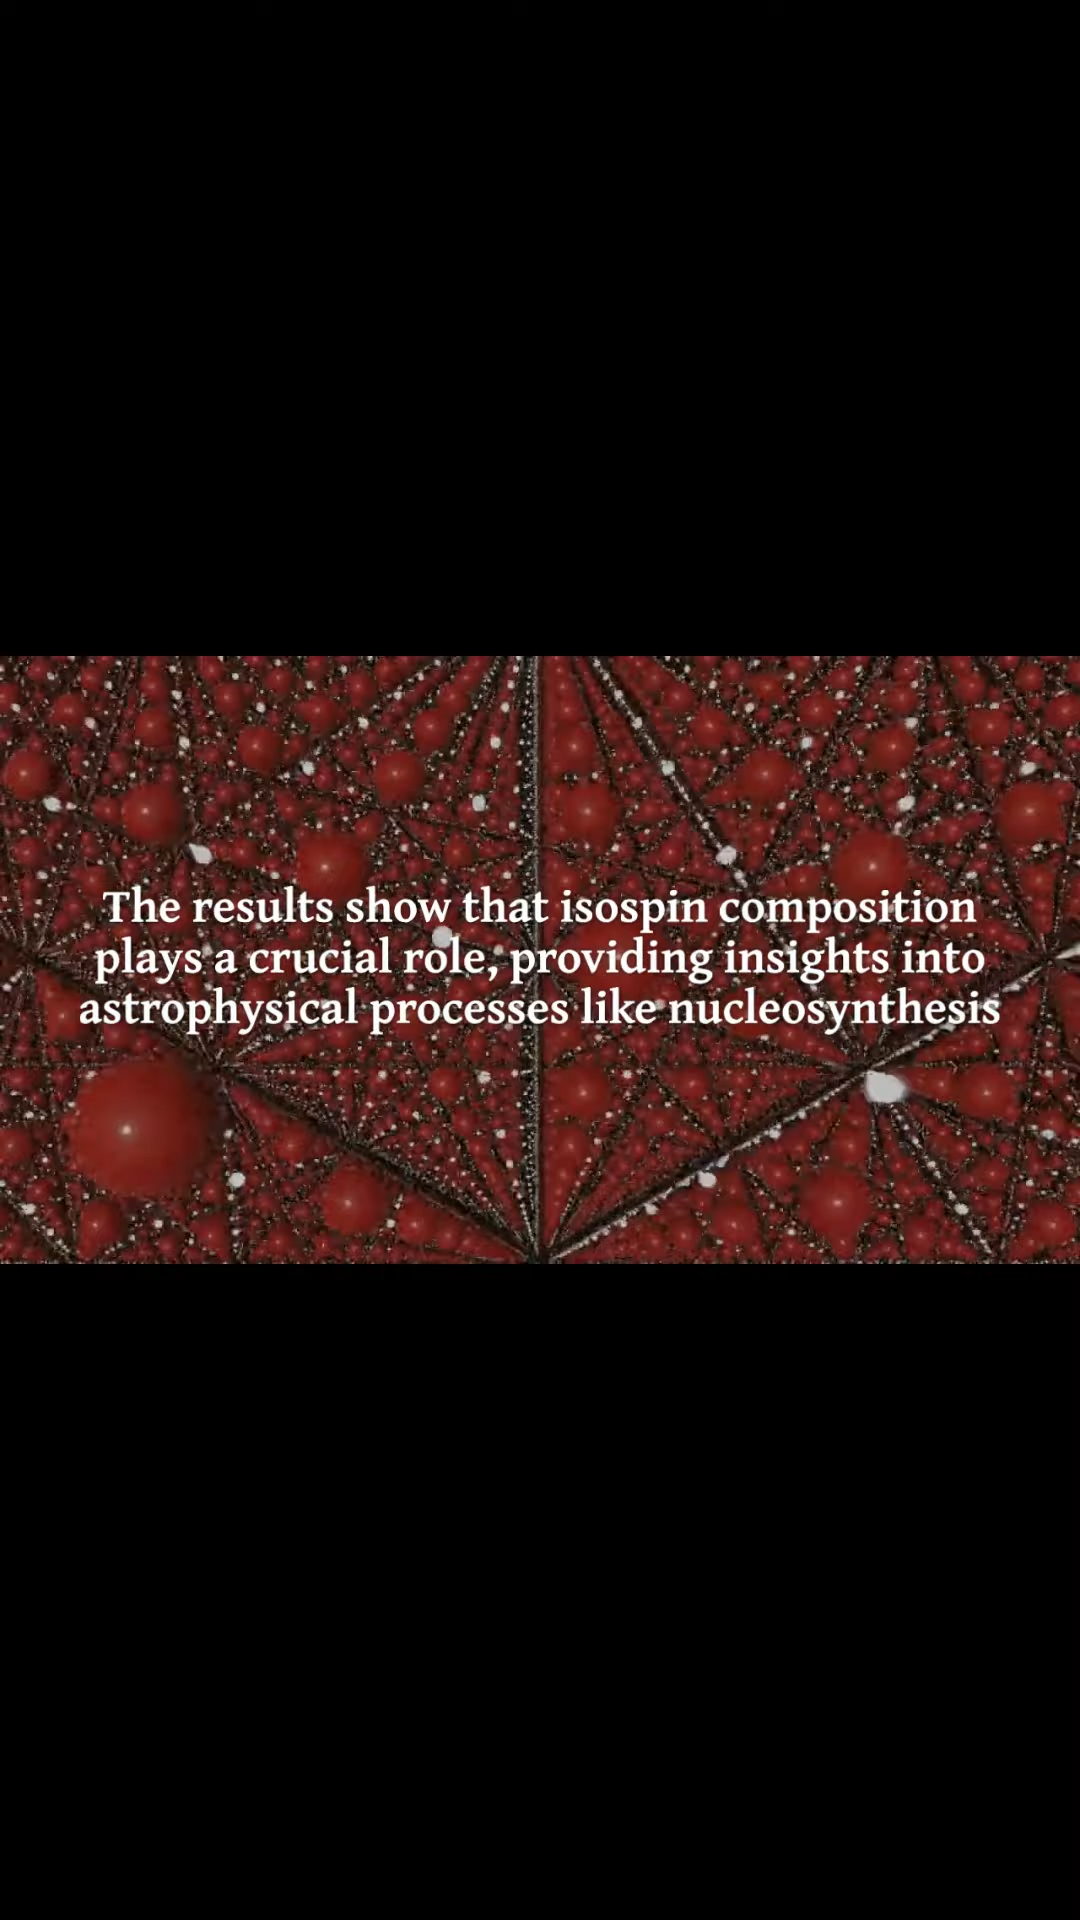 The results show that isospin composition
plays a crucial role, providing insights into
astrophysical processes like nucleosynthesis